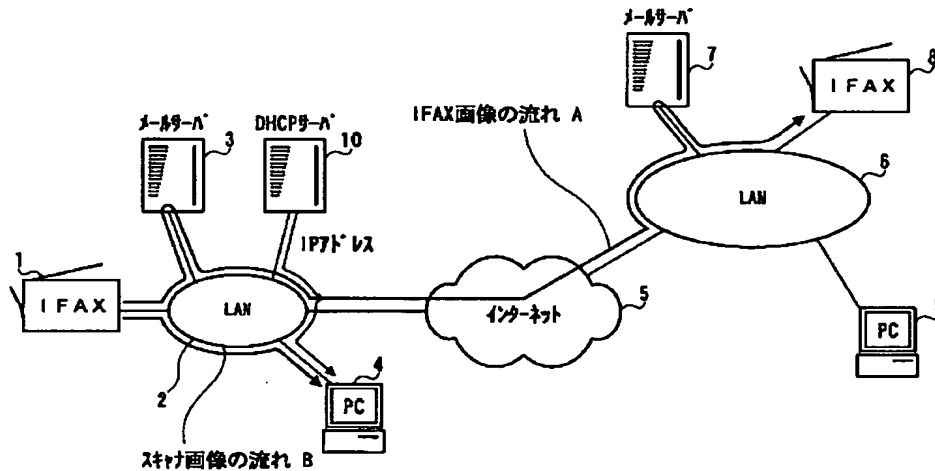 メールサーバ
7
8
IFAX
IFAX画像の流れ A
メールサーバ
3
DHCPサーバ
10
6
LAN
IPアドレス
1
IFAX
LAN
インターネット
5
2
4
PC
PC
スキャナ画像の流れ B